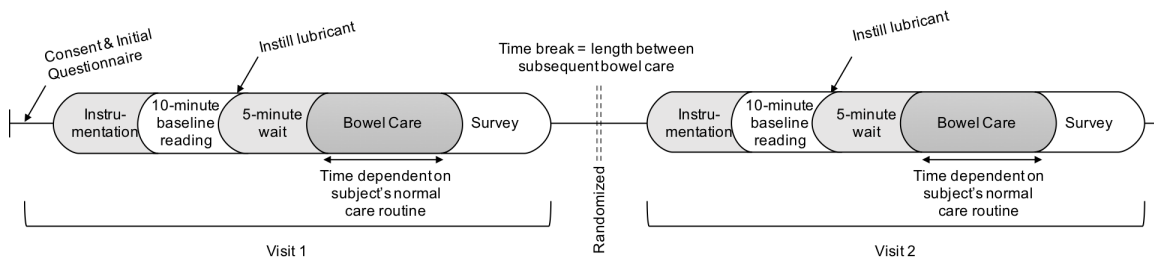 Consent & Initial
Questionnaire
Instill lubricant
Instru-
mentation
10-minute
baseline
reading
5-minute
wait
Bowel Care
Survey
Time dependent on
subject's normal
care routine
Visit 1
Time break = length between
subsequent bowel care
Randomized
Instill lubricant
Instru-
mentation
10-minute
baseline
reading
5-minute
wait
Bowel Care
Survey
Time dependent on
subject's normal
care routine
Visit 2